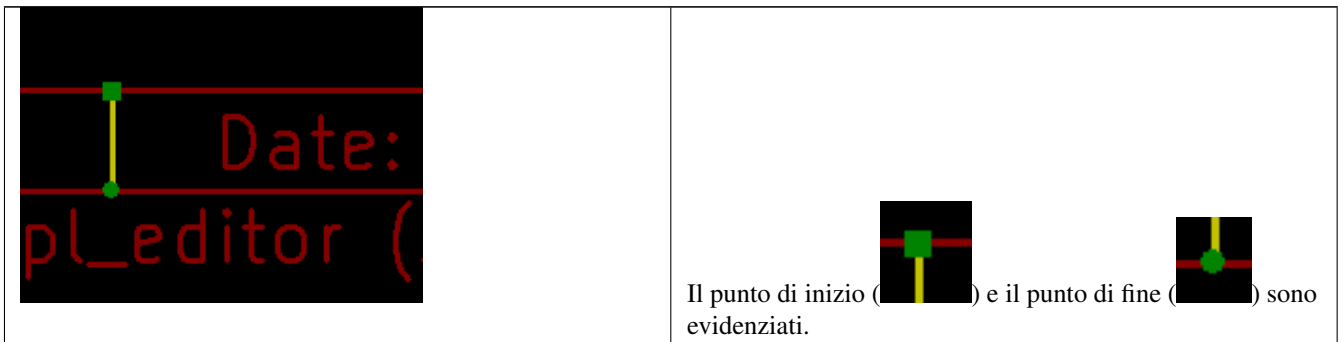 Date:
pl_editor (
Il punto di inizio ( ) e il punto di fine ( ) sono
evidenziati.